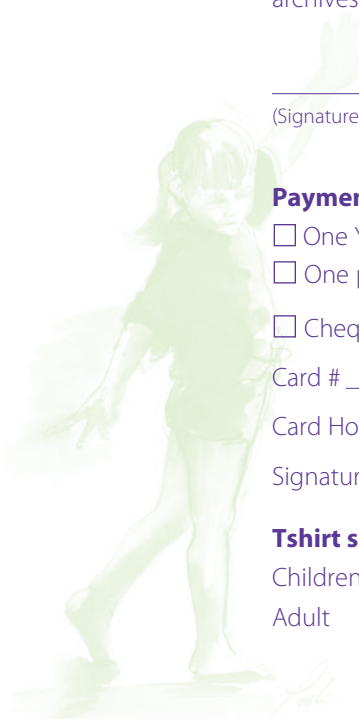 archives
(Signature
Paymen
One Y
One p
Cheq
Card # _
Card Ho
Signatur
Tshirt s
Children
Adult